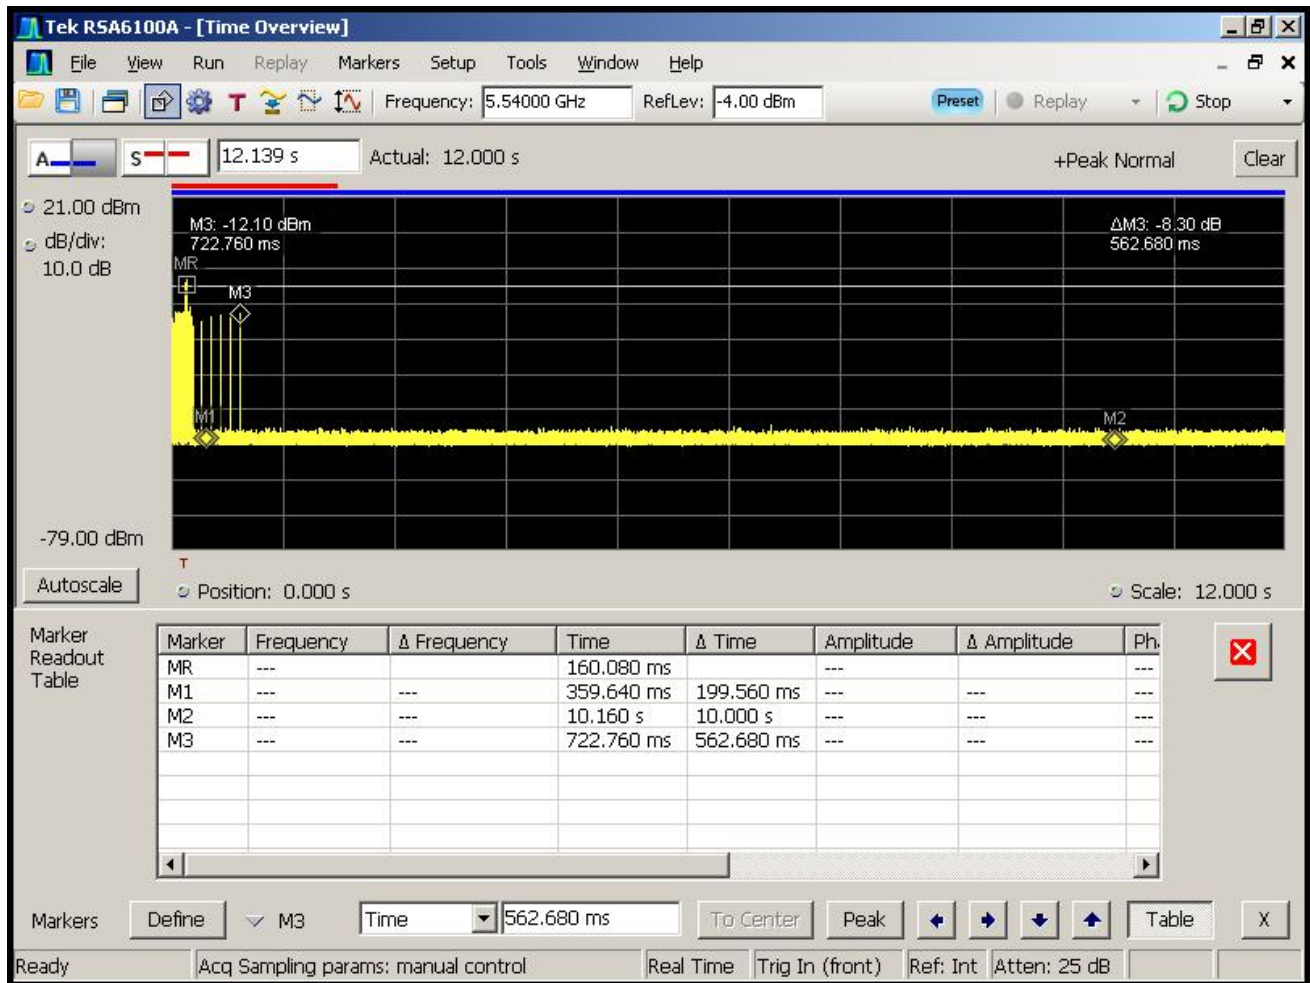 Tek RSA6100A - [Time Overview]
File View Run Replay Markers Setup Tools Window Help
T Frequency: 5.54000 GHz RefLev: -4.00 dBm Preset Replay Stop
A S 12.139 s Actual: 12.000 s +Peak Normal Clear
21.00 dBm
dB/div:
10.0 dB
M3: -12.10 dBm
722.760 ms
ΔM3: -8.30 dB
562.680 ms
MR
M3
M1
M2
-79.00 dBm
T
Autoscale Position: 0.000 s Scale: 12.000 s
Marker
Readout
Table
Marker Frequency Δ Frequency Time Δ Time Amplitude Δ Amplitude Pha
MR --- 160.080 ms --- ---
M1 --- --- 359.640 ms 199.560 ms --- --- ---
M2 --- --- 10.160 s 10.000 s --- --- ---
M3 --- --- 722.760 ms 562.680 ms --- --- ---
Markers Define M3 Time 562.680 ms To Center Peak Table X
Ready Acq Sampling params: manual control Real Time Trig In (front) Ref: Int Atten: 25 dB